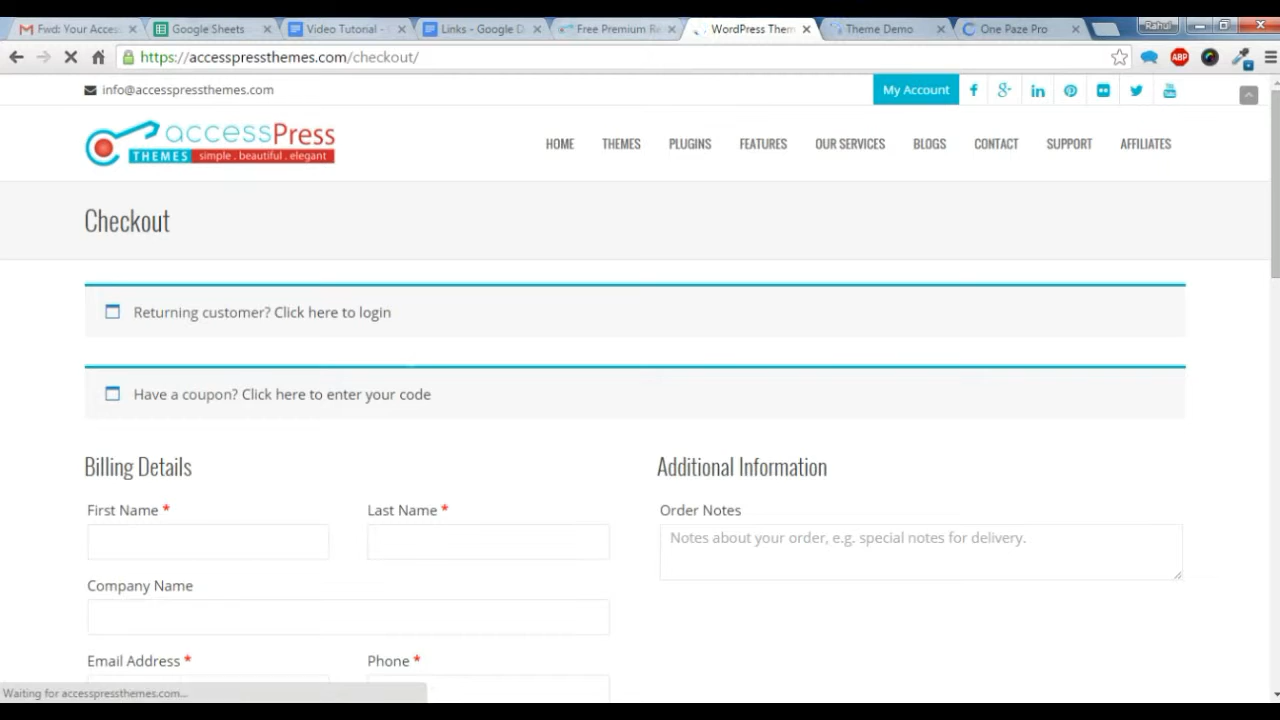 Fwd: Your Acces
Google Sheets
Video Tutorial -
Links - Google D
Free Premium Re
WordPress Them
Theme Demo
One Paze Pro
Rahul
https://accesspressthemes.com/checkout/
ABP
info@accesspressthemes.com
My Account
accessPress
THEMES simple . beautiful . elegant
HOME THEMES PLUGINS FEATURES OUR SERVICES BLOGS CONTACT SUPPORT AFFILIATES
Checkout
Returning customer? Click here to login
Have a coupon? Click here to enter your code
Billing Details
Additional Information
First Name *
Last Name *
Order Notes
Notes about your order, e.g. special notes for delivery.
Company Name
Email Address *
Phone *
Waiting for accesspressthemes.com...